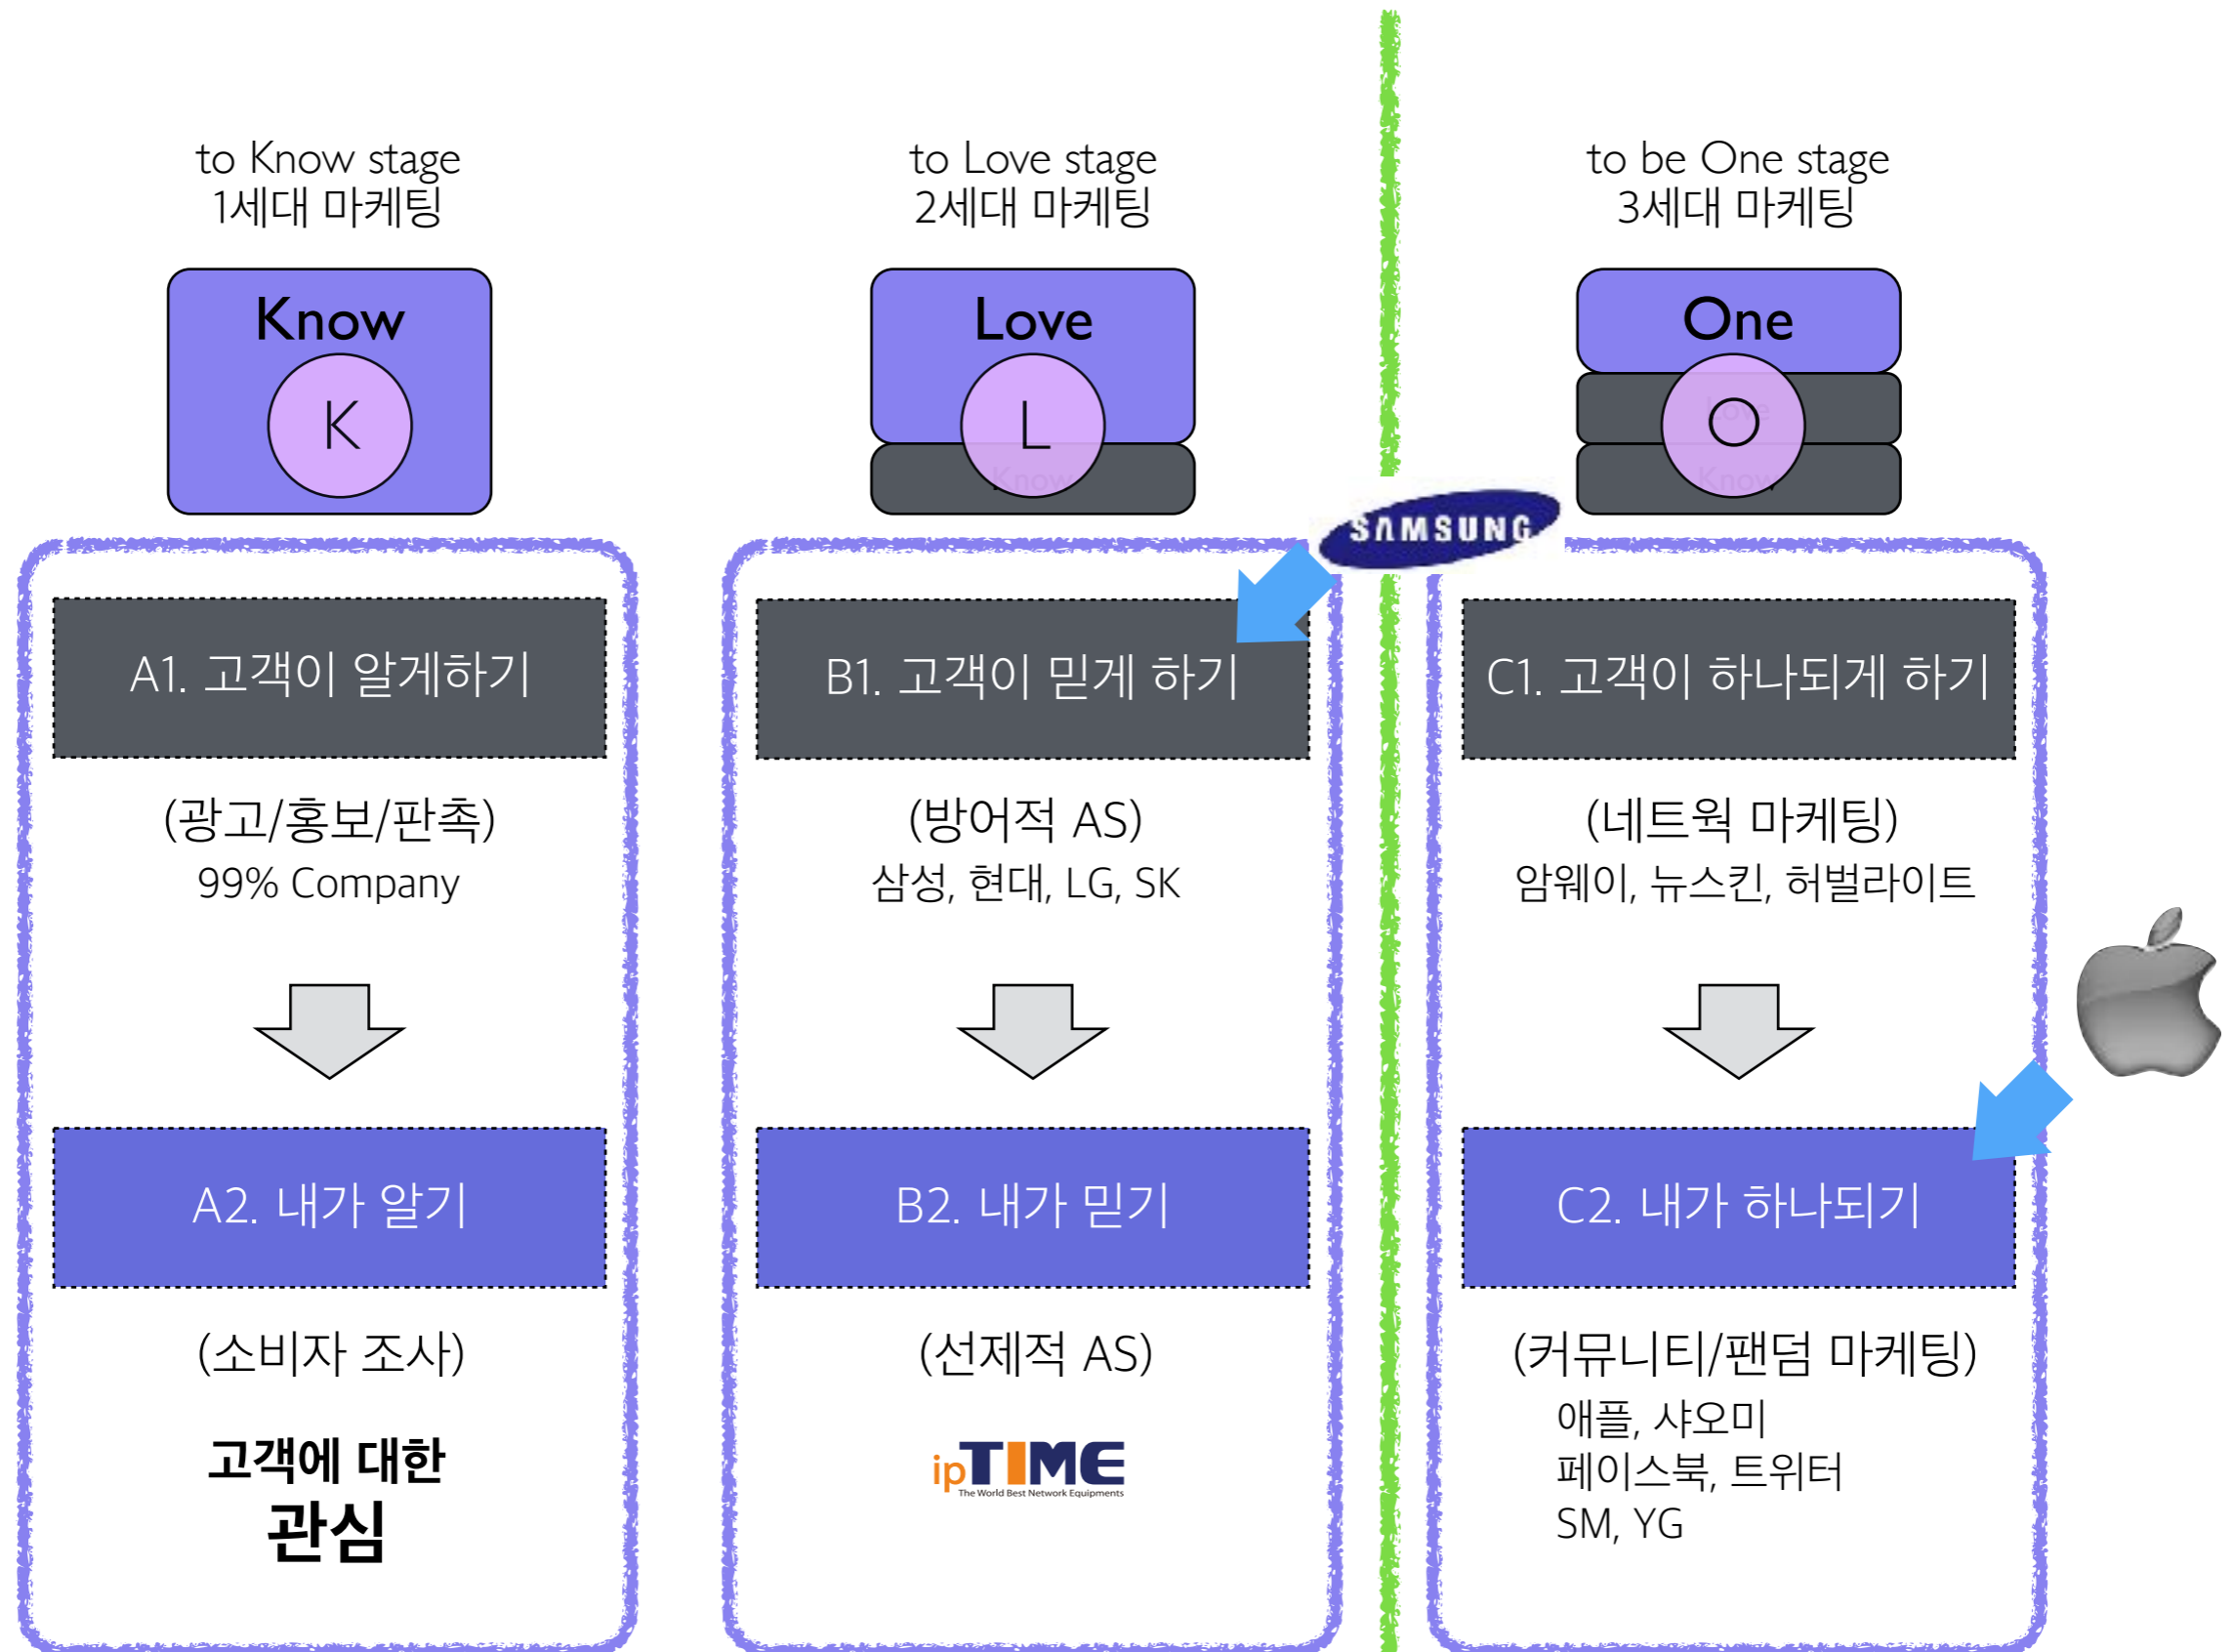 to Know stage
1세대 마케팅
Know
K
A1. 고객이 알게하기
(광고/홍보/판촉)
99% Company
A2. 내가 알기
(소비자 조사)
고객에 대한
관심
to Love stage
2세대 마케팅
Love
L
Know
B1. 고객이 믿게 하기
(방어적 AS)
삼성, 현대, LG, SK
B2. 내가 믿기
(선제적 AS)
ipTIME
The World Best Network Equipments
SAMSUNG
to be One stage
3세대 마케팅
One
Love
O
Know
C1. 고객이 하나되게 하기
(네트웍 마케팅)
암웨이, 뉴스킨, 허벌라이트
C2. 내가 하나되기
(커뮤니티/팬덤 마케팅)
애플, 샤오미
페이스북, 트위터
SM, YG